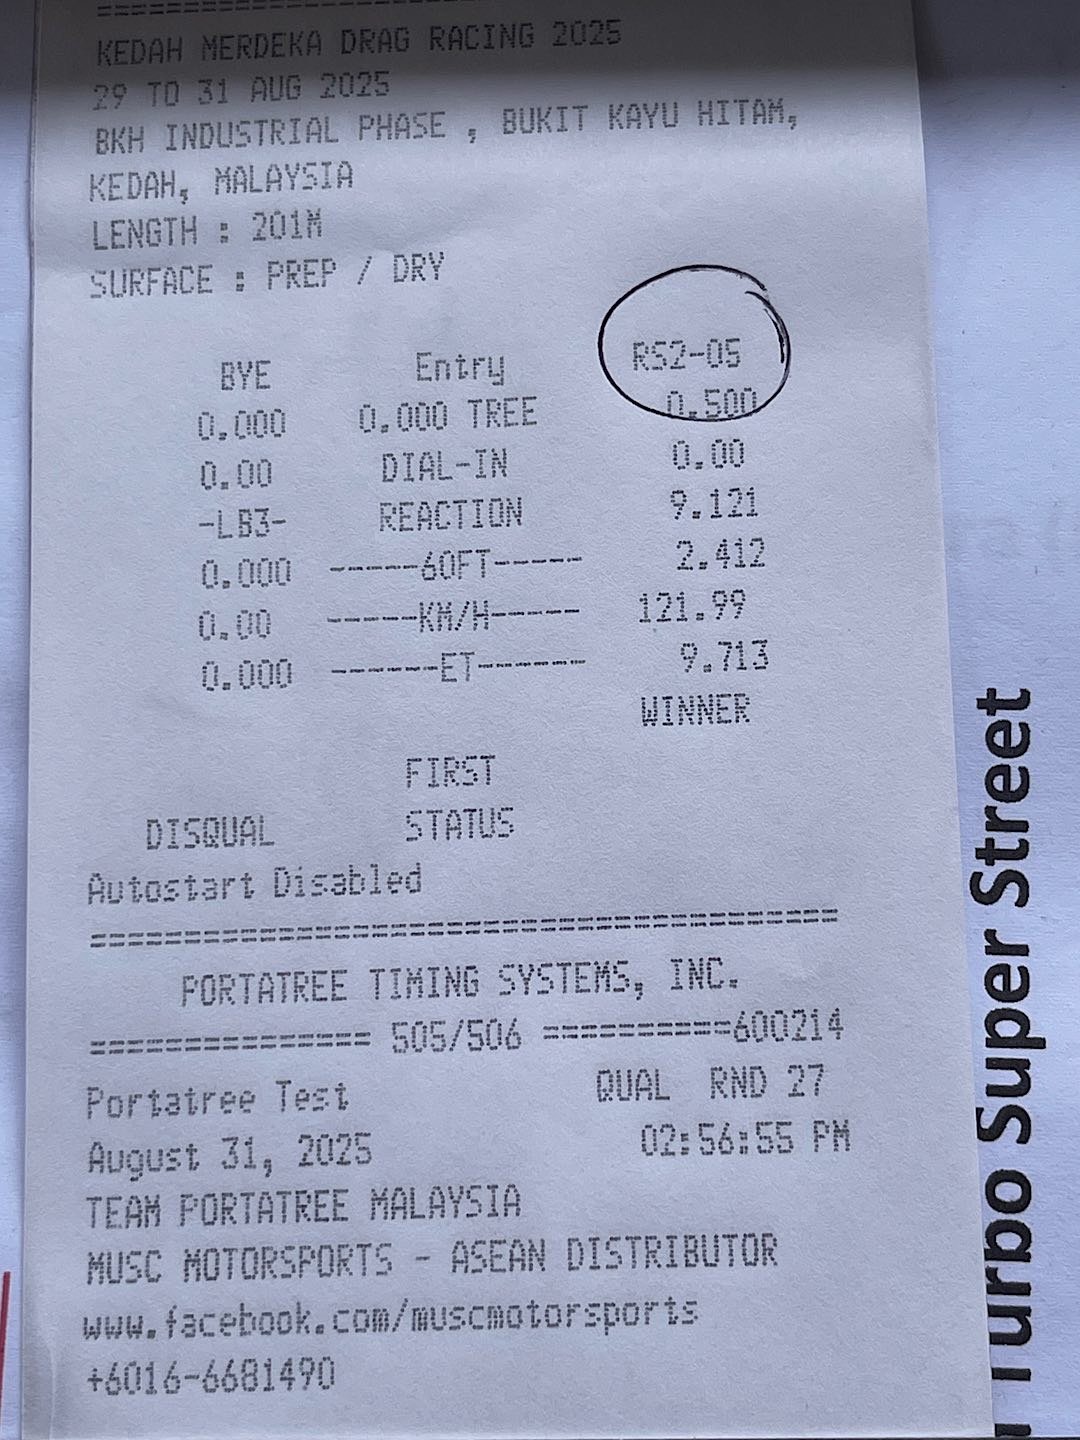 ==============================
KEDAH MERDEKA DRAG RACING 2025
29 TO 31 AUG 2025
BKH INDUSTRIAL PHASE , BUKIT KAYU HITAM,
KEDAH, MALAYSIA
LENGTH : 201M
SURFACE : PREP / DRY
BYE Entry RS2-05
0.000 0.000 TREE 0.500
0.00 DIAL-IN 0.00
-LB3- REACTION 9.121
0.000 ------60FT------ 2.412
0.00 ------KM/H------ 121.99
0.000 -------ET-------- 9.713
WINNER
FIRST
DISQUAL STATUS
Autostart Disabled
================================================
PORTATREE TIMING SYSTEMS, INC.
=============== 505/506 ==========600214
Portatree Test QUAL RND 27
August 31, 2025 02:56:55 PM
TEAM PORTATREE MALAYSIA
MUSC MOTORSPORTS - ASEAN DISTRIBUTOR
www.facebook.com/muscmotorsports
+6016-6681490
Turbo Super Street